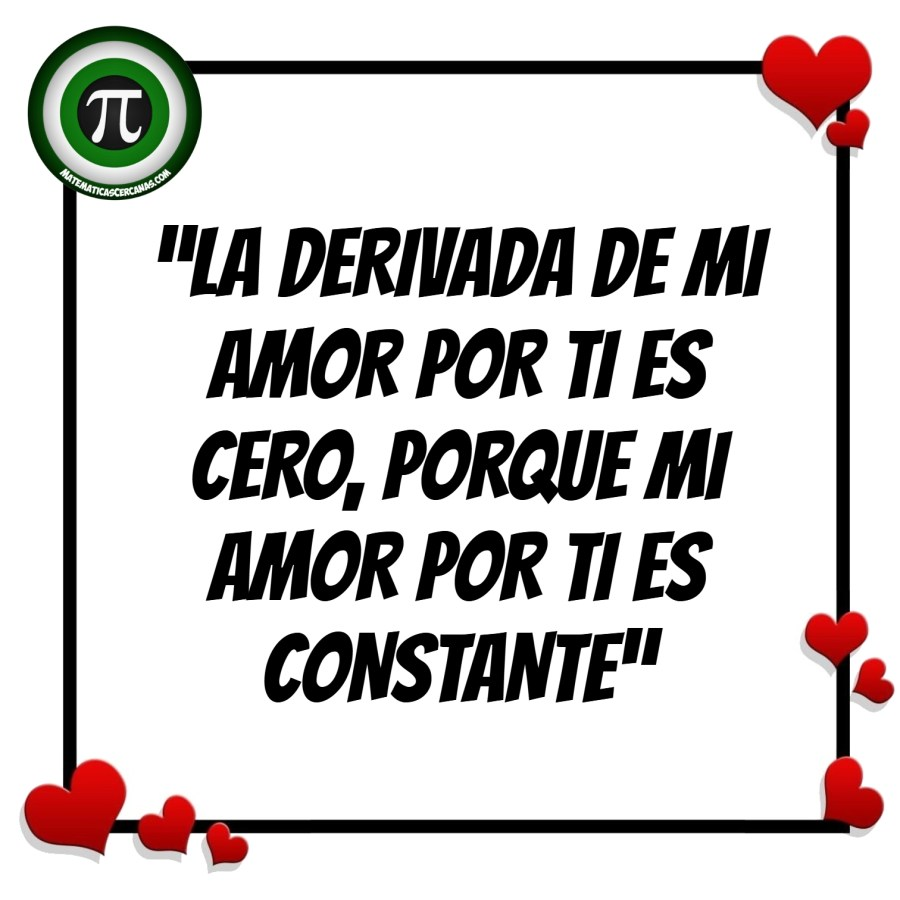 π
MATEMATICASCERCANAS.COM
"LA DERIVADA DE MI
AMOR POR TI ES
CERO, PORQUE MI
AMOR POR TI ES
CONSTANTE"